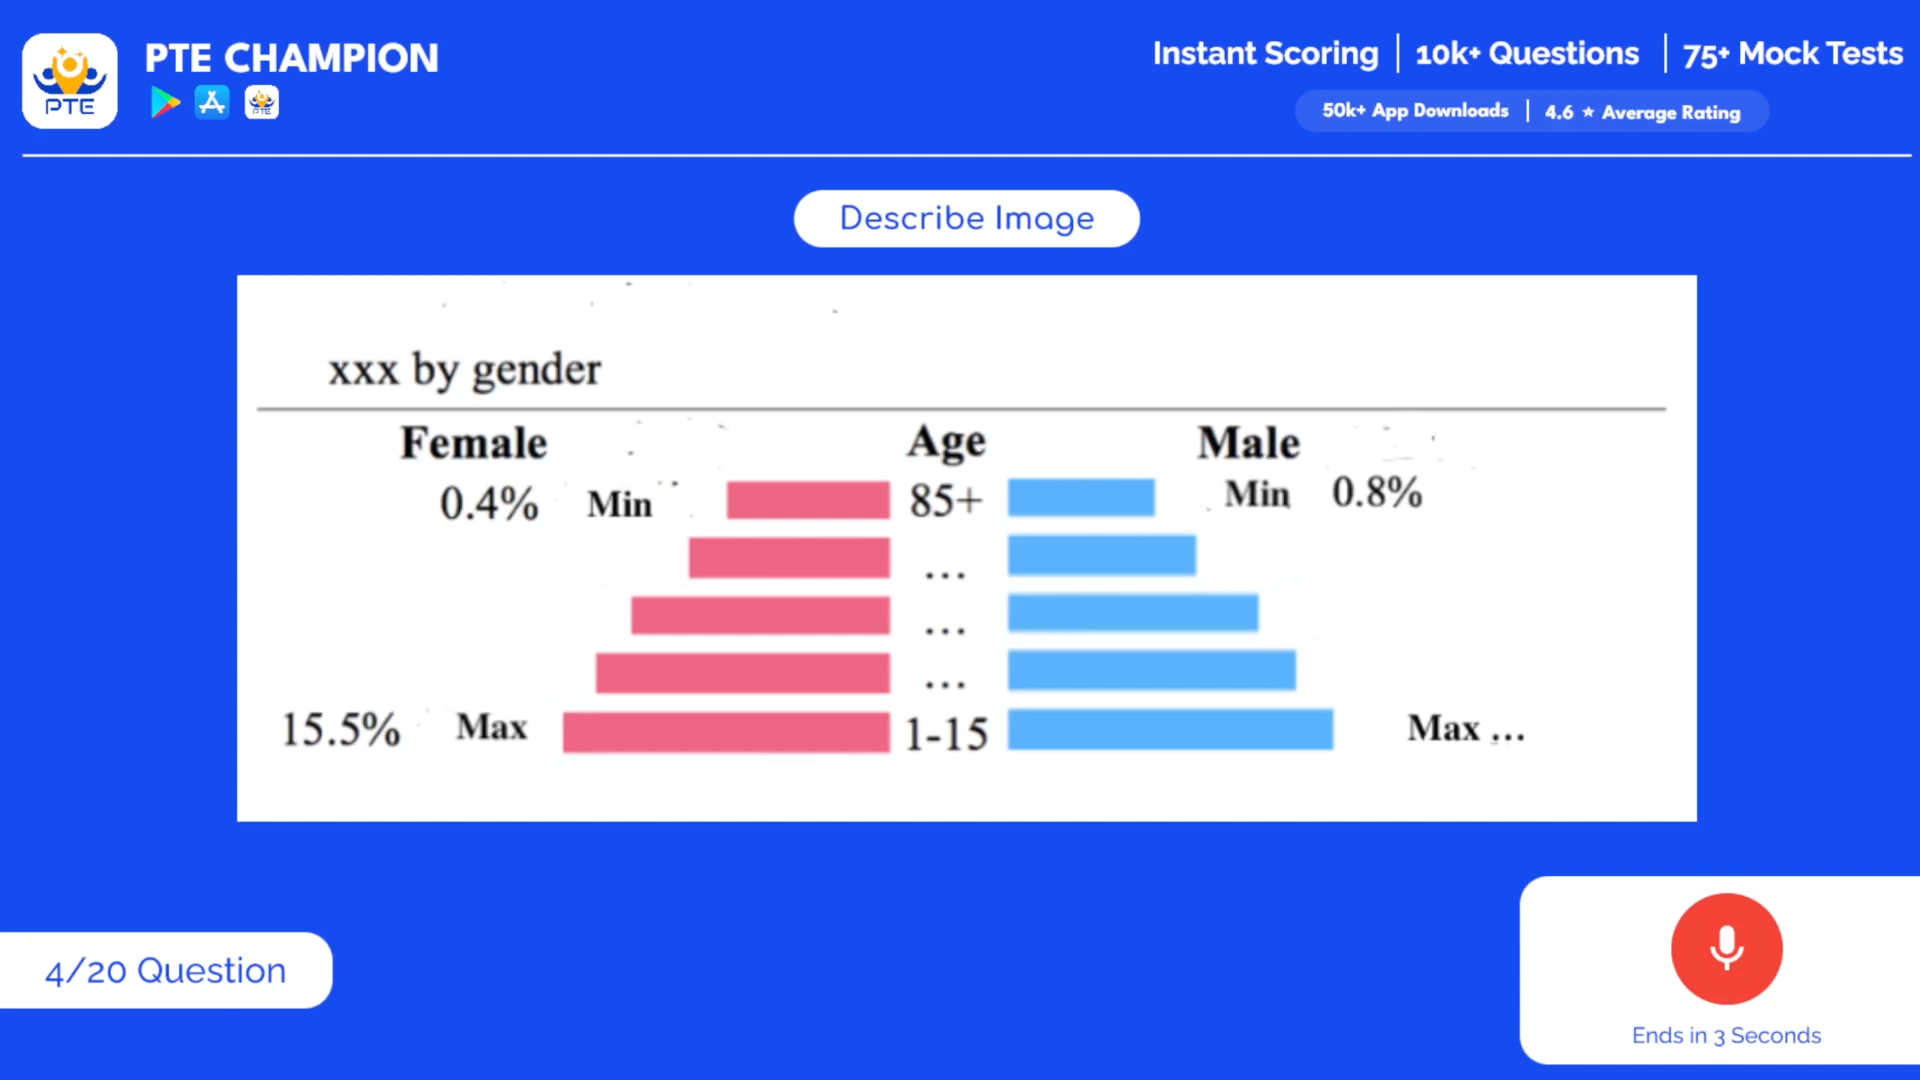 PTE CHAMPION
PTE
PTE
Instant Scoring | 10k+ Questions | 75+ Mock Tests
50k+ App Downloads | 4.6 ★ Average Rating
Describe Image
xxx by gender
Female Age Male
0.4% Min 85+ Min 0.8%
...
...
...
15.5% Max 1-15 Max ...
4/20 Question
Ends in 3 Seconds